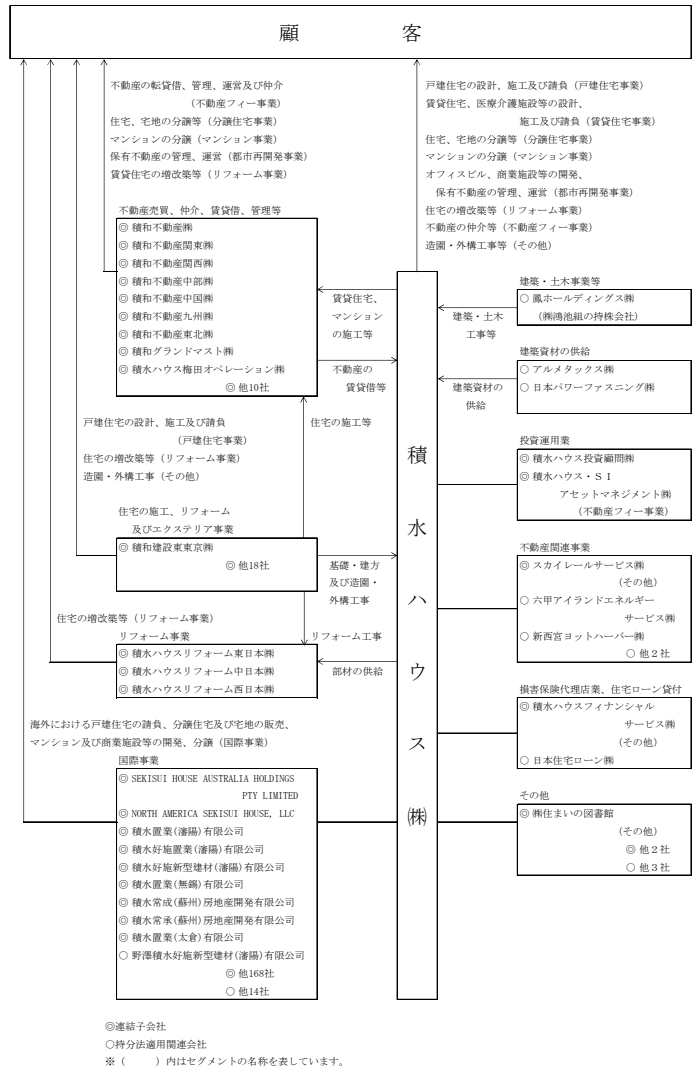 顧　　　　客
不動産の転貸借、管理、運営及び仲介
(不動産フィー事業)
住宅、宅地の分譲等（分譲住宅事業）
マンションの分譲（マンション事業）
保有不動産の管理、運営（都市再開発事業）
賃貸住宅の増改築等（リフォーム事業）
戸建住宅の設計、施工及び請負（戸建住宅事業）
賃貸住宅、医療介護施設等の設計、
施工及び請負（賃貸住宅事業）
住宅、宅地の分譲等（分譲住宅事業）
マンションの分譲（マンション事業）
オフィスビル、商業施設等の開発、
保有不動産の管理、運営（都市再開発事業）
住宅の増改築等（リフォーム事業）
不動産の仲介等（不動産フィー事業）
造園・外構工事等（その他）
不動産売買、仲介、賃貸借、管理等
◎ 積和不動産㈱
◎ 積和不動産関東㈱
◎ 積和不動産関西㈱
◎ 積和不動産中部㈱
◎ 積和不動産中国㈱
◎ 積和不動産九州㈱
◎ 積和不動産東北㈱
◎ 積和グランドマスト㈱
◎ 積水ハウス梅田オペレーション㈱
◎ 他10社
賃貸住宅、
マンション
の施工等
不動産の
賃貸借等
戸建住宅の設計、施工及び請負
(戸建住宅事業)
住宅の増改築等（リフォーム事業）
造園・外構工事（その他）
住宅の施工等
住宅の施工、リフォーム
及びエクステリア事業
◎ 積和建設東東京㈱
◎ 他18社
基礎・建方
及び造園・
外構工事
住宅の増改築等（リフォーム事業）
リフォーム事業
リフォーム工事
◎ 積水ハウスリフォーム東日本㈱
◎ 積水ハウスリフォーム中日本㈱
◎ 積水ハウスリフォーム西日本㈱
部材の供給
海外における戸建住宅の請負、分譲住宅及び宅地の販売、
マンション及び商業施設等の開発、分譲（国際事業）
国際事業
◎ SEKISUI HOUSE AUSTRALIA HOLDINGS
PTY LIMITED
◎ NORTH AMERICA SEKISUI HOUSE, LLC
◎ 積水置業(瀋陽)有限公司
◎ 積水好施置業(瀋陽)有限公司
◎ 積水好施新型建材(瀋陽)有限公司
◎ 積水置業(無錫)有限公司
◎ 積水常成(蘇州)房地産開発有限公司
◎ 積水常承(蘇州)房地産開発有限公司
◎ 積水置業(太倉)有限公司
○ 野澤積水好施新型建材(瀋陽)有限公司
◎ 他168社
○ 他14社
積水ハウス㈱
建築・土木事業等
○ 鳳ホールディングス㈱
（㈱鴻池組の持株会社）
建築・土木
工事等
建築資材の供給
○ アルメタックス㈱
○ 日本パワーファスニング㈱
建築資材の
供給
投資運用業
◎ 積水ハウス投資顧問㈱
◎ 積水ハウス・ＳＩ
アセットマネジメント㈱
(不動産フィー事業)
不動産関連事業
◎ スカイレールサービス㈱
(その他)
○ 六甲アイランドエネルギー
サービス㈱
○ 新西宮ヨットハーバー㈱
○ 他２社
損害保険代理店業、住宅ローン貸付
◎ 積水ハウスフィナンシャル
サービス㈱
(その他)
○ 日本住宅ローン㈱
その他
◎ ㈱住まいの図書館
(その他)
◎ 他２社
○ 他３社
◎連結子会社
○持分法適用関連会社
※（　　　）内はセグメントの名称を表しています。